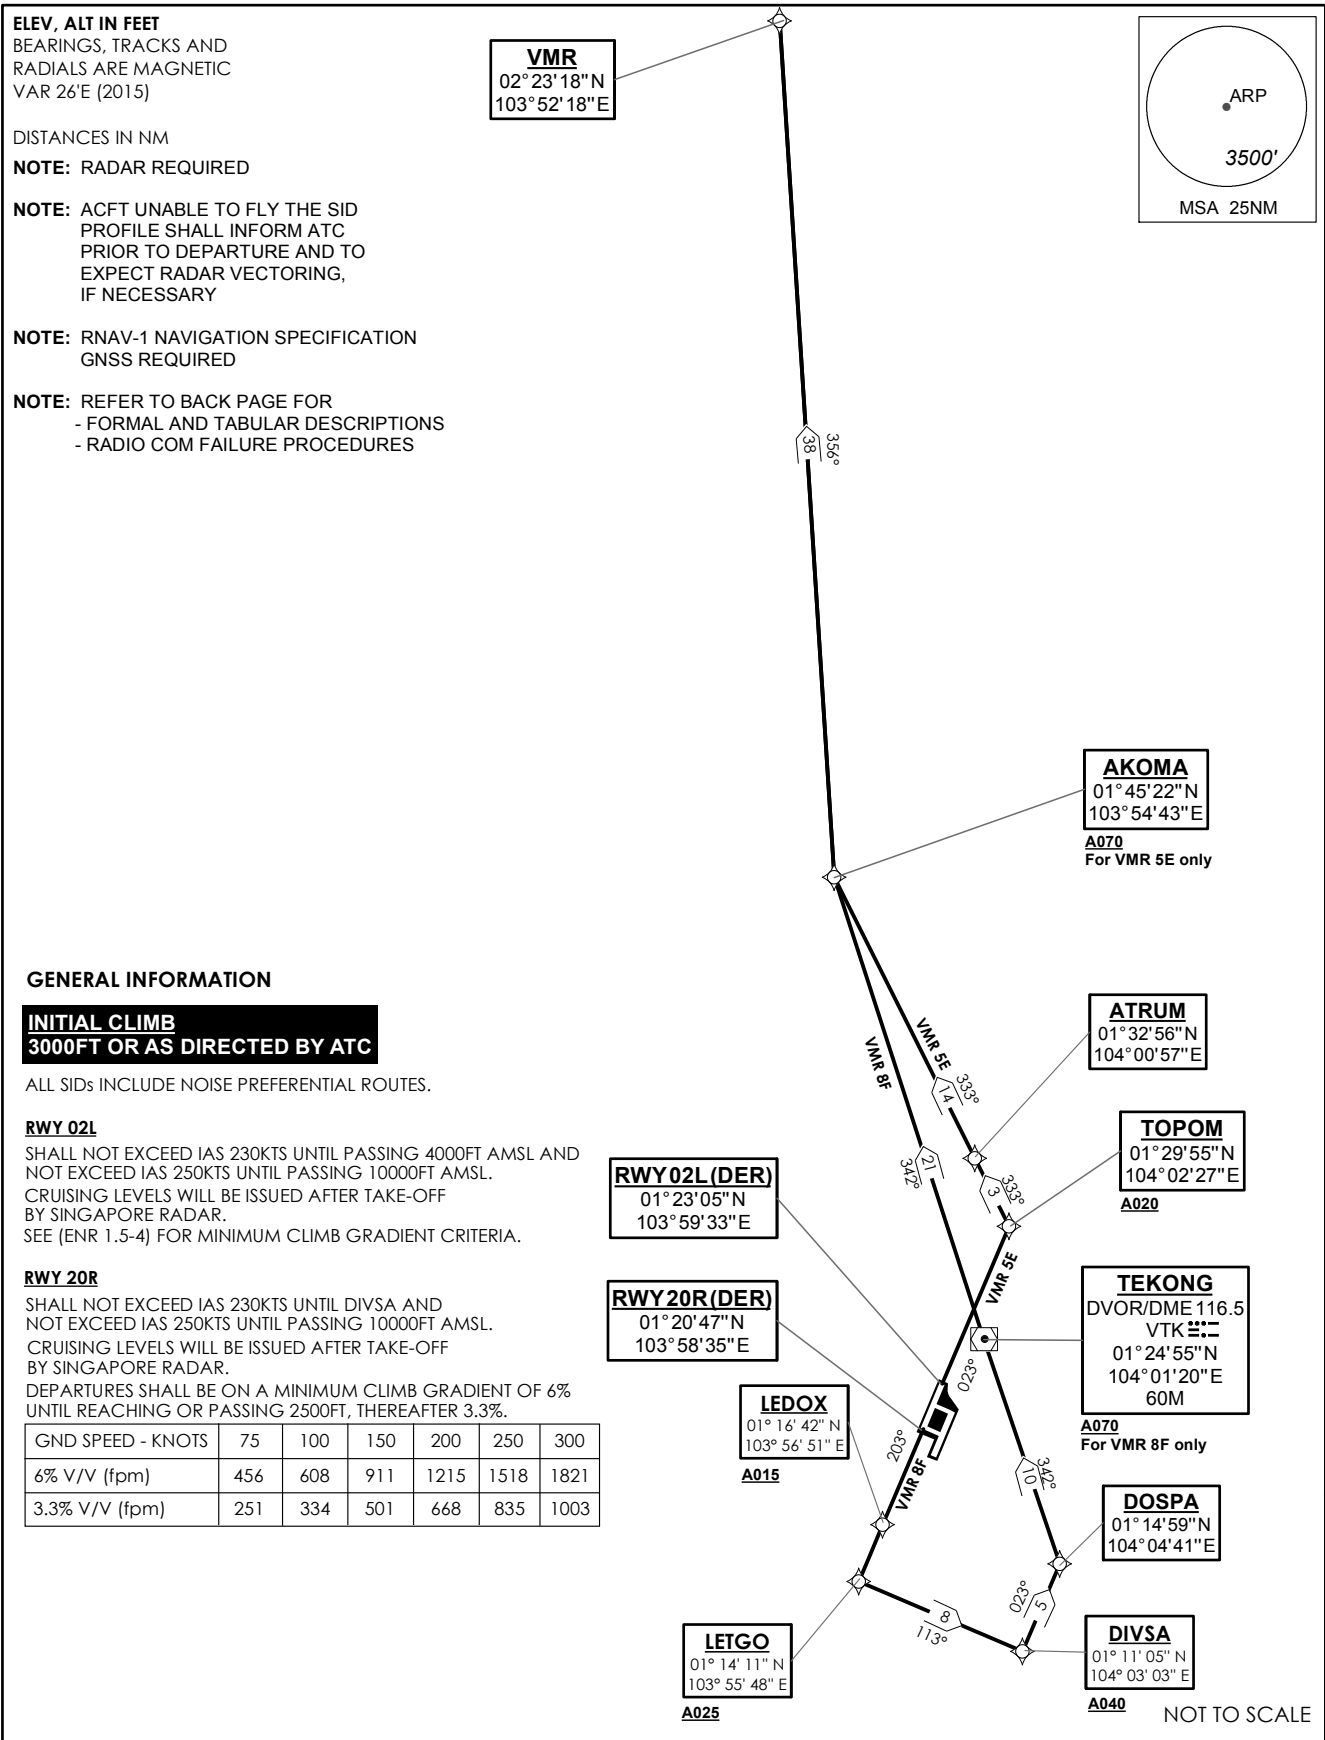 ELEV, ALT IN FEET
BEARINGS, TRACKS AND
RADIALS ARE MAGNETIC
VAR 26'E (2015)
DISTANCES IN NM
NOTE: RADAR REQUIRED
NOTE: ACFT UNABLE TO FLY THE SID
PROFILE SHALL INFORM ATC
PRIOR TO DEPARTURE AND TO
EXPECT RADAR VECTORING,
IF NECESSARY
NOTE: RNAV-1 NAVIGATION SPECIFICATION
GNSS REQUIRED
NOTE: REFER TO BACK PAGE FOR
- FORMAL AND TABULAR DESCRIPTIONS
- RADIO COM FAILURE PROCEDURES
VMR
02°23'18"N
103°52'18"E
ARP
3500'
MSA 25NM
38
356°
AKOMA
01°45'22"N
103°54'43"E
A070
For VMR 5E only
GENERAL INFORMATION
INITIAL CLIMB
3000FT OR AS DIRECTED BY ATC
ALL SIDs INCLUDE NOISE PREFERENTIAL ROUTES.
RWY 02L
SHALL NOT EXCEED IAS 230KTS UNTIL PASSING 4000FT AMSL AND
NOT EXCEED IAS 250KTS UNTIL PASSING 10000FT AMSL.
CRUISING LEVELS WILL BE ISSUED AFTER TAKE-OFF
BY SINGAPORE RADAR.
SEE (ENR 1.5-4) FOR MINIMUM CLIMB GRADIENT CRITERIA.
RWY 20R
SHALL NOT EXCEED IAS 230KTS UNTIL DIVSA AND
NOT EXCEED IAS 250KTS UNTIL PASSING 10000FT AMSL.
CRUISING LEVELS WILL BE ISSUED AFTER TAKE-OFF
BY SINGAPORE RADAR.
DEPARTURES SHALL BE ON A MINIMUM CLIMB GRADIENT OF 6%
UNTIL REACHING OR PASSING 2500FT, THEREAFTER 3.3%.
GND SPEED - KNOTS 75 100 150 200 250 300
6% V/V (fpm) 456 608 911 1215 1518 1821
3.3% V/V (fpm) 251 334 501 668 835 1003
VMR 8F
VMR 5E
14
333°
21
342°
3
333°
VMR 5E
ATRUM
01°32'56"N
104°00'57"E
TOPOM
01°29'55"N
104°02'27"E
A020
RWY02L(DER)
01°23'05"N
103°59'33"E
RWY20R(DER)
01°20'47"N
103°58'35"E
TEKONG
DVOR/DME 116.5
VTK
01°24'55"N
104°01'20"E
60M
A070
For VMR 8F only
023°
203°
VMR 8F
LEDOX
01° 16' 42" N
103° 56' 51" E
A015
10
342°
DOSPA
01°14'59"N
104°04'41"E
023°
5
8
113°
LETGO
01° 14' 11" N
103° 55' 48" E
A025
DIVSA
01° 11' 05" N
104° 03' 03" E
A040
NOT TO SCALE